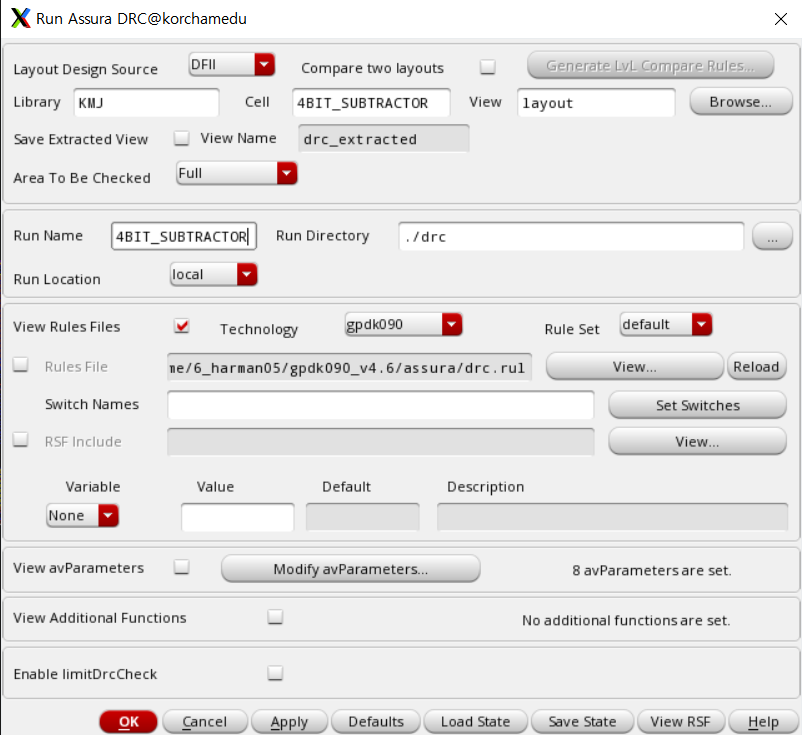 Run Assura DRC@korchamedu
Layout Design Source DFII Compare two layouts Generate LvL Compare Rules...
Library KMJ Cell 4BIT_SUBTRACTOR View layout Browse...
Save Extracted View View Name drc_extracted
Area To Be Checked Full
Run Name 4BIT_SUBTRACTOR Run Directory ./drc ...
Run Location local
View Rules Files Technology gpdk090 Rule Set default
Rules File me/6_harman05/gpdk090_v4.6/assura/drc.rul View... Reload
Switch Names Set Switches
RSF Include View...
Variable Value Default Description
None
View avParameters Modify avParameters... 8 avParameters are set.
View Additional Functions No additional functions are set.
Enable limitDrcCheck
OK Cancel Apply Defaults Load State Save State View RSF Help